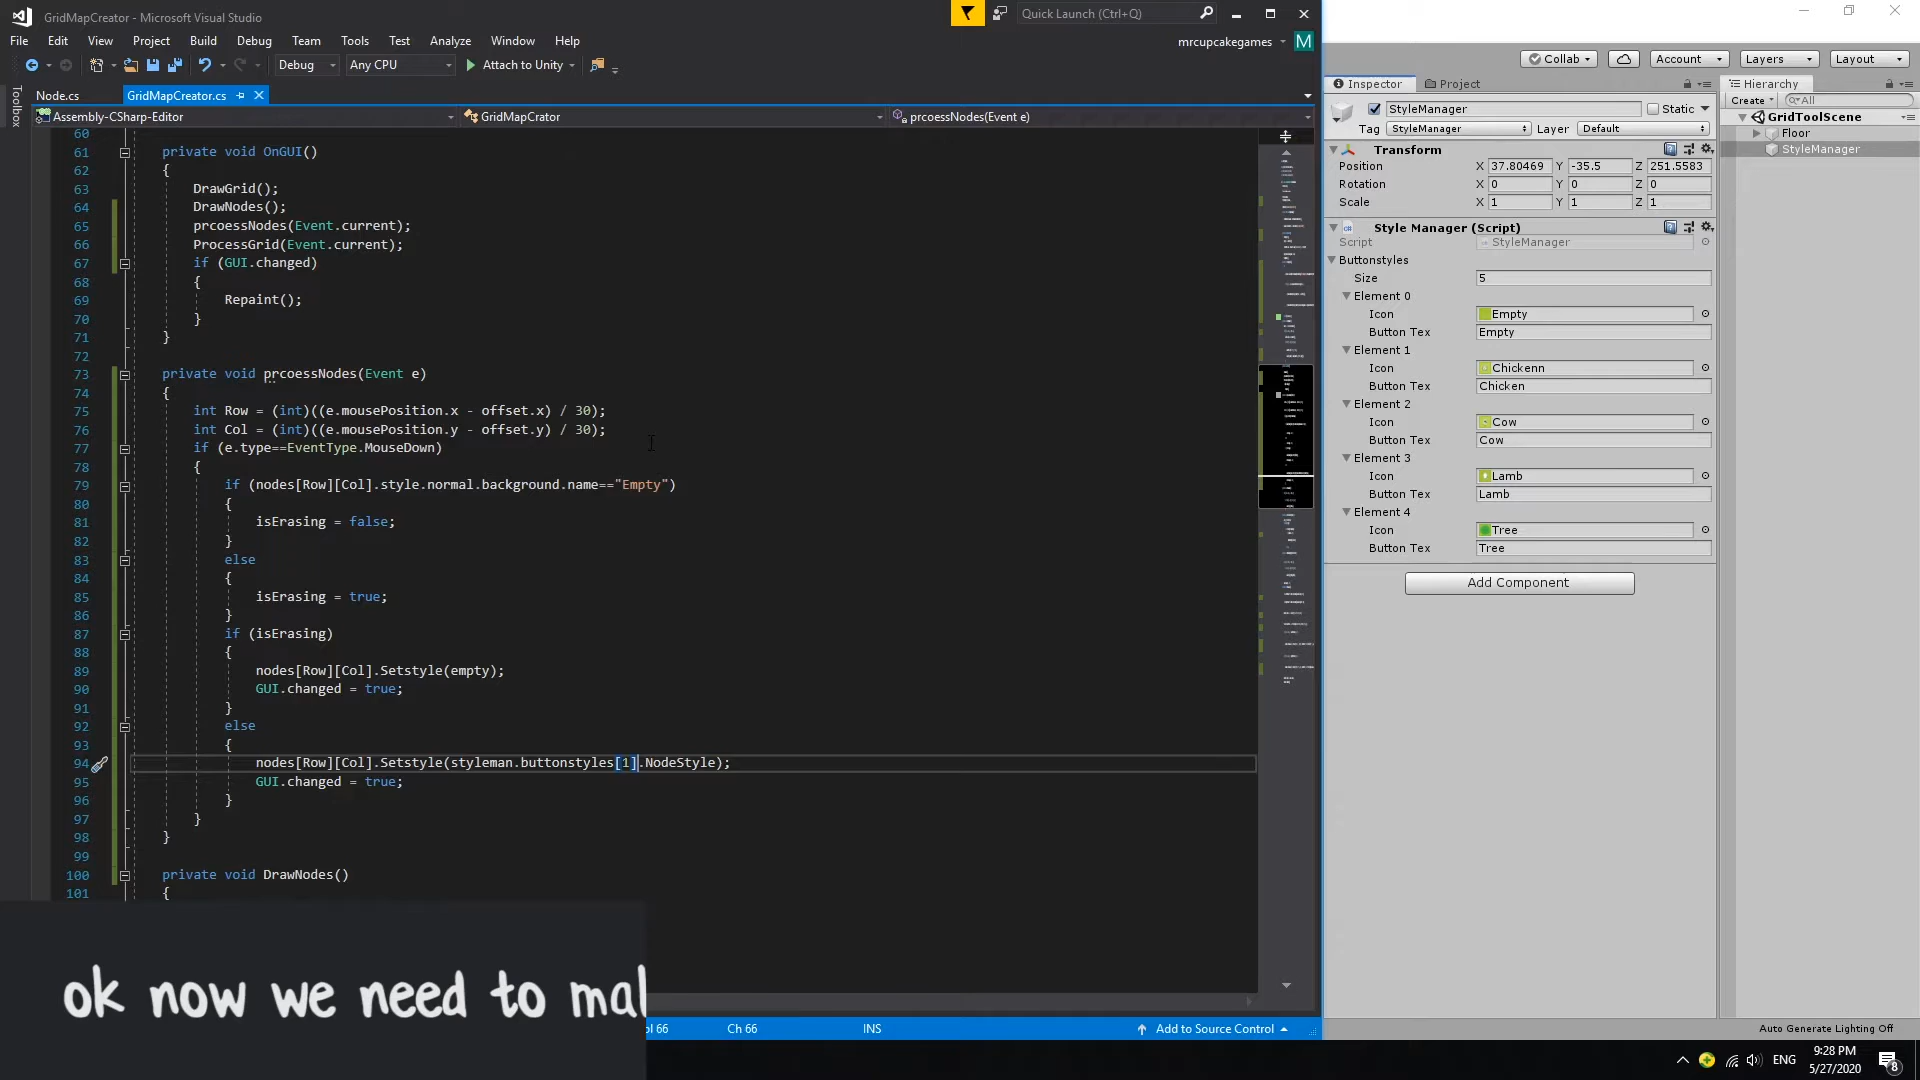 GridMapCreator - Microsoft Visual Studio
Quick Launch (Ctrl+Q)
File Edit View Project Build Debug Team Tools Test Analyze Window Help
mrcupcakegames M
Debug Any CPU Attach to Unity
Toolbox
Node.cs GridMapCreator.cs
Assembly-CSharp-Editor GridMapCrator prcoessNodes(Event e)
60
61 private void OnGUI()
62 {
63 DrawGrid();
64 DrawNodes();
65 prcoessNodes(Event.current);
66 ProcessGrid(Event.current);
67 if (GUI.changed)
68 {
69 Repaint();
70 }
71 }
72
73 private void prcoessNodes(Event e)
74 {
75 int Row = (int)((e.mousePosition.x - offset.x) / 30);
76 int Col = (int)((e.mousePosition.y - offset.y) / 30);
77 if (e.type==EventType.MouseDown)
78 {
79 if (nodes[Row][Col].style.normal.background.name=="Empty")
80 {
81 isErasing = false;
82 }
83 else
84 {
85 isErasing = true;
86 }
87 if (isErasing)
88 {
89 nodes[Row][Col].Setstyle(empty);
90 GUI.changed = true;
91 }
92 else
93 {
94 nodes[Row][Col].Setstyle(styleman.buttonstyles[1].NodeStyle);
95 GUI.changed = true;
96 }
97 }
98 }
99
100 private void DrawNodes()
101 {
ok now we need to mak
ol 66 Ch 66 INS Add to Source Control
Collab Account Layers Layout
Inspector Project
StyleManager Static
Tag StyleManager Layer Default
Transform
Position X 37.80469 Y -35.5 Z 251.5583
Rotation X 0 Y 0 Z 0
Scale X 1 Y 1 Z 1
Style Manager (Script)
Script StyleManager
Buttonstyles
Size 5
Element 0
Icon Empty
Button Tex Empty
Element 1
Icon Chickenn
Button Tex Chicken
Element 2
Icon Cow
Button Tex Cow
Element 3
Icon Lamb
Button Tex Lamb
Element 4
Icon Tree
Button Tex Tree
Add Component
Hierarchy
Create All
GridToolScene
Floor
StyleManager
Auto Generate Lighting Off
ENG
9:28 PM
5/27/2020
8